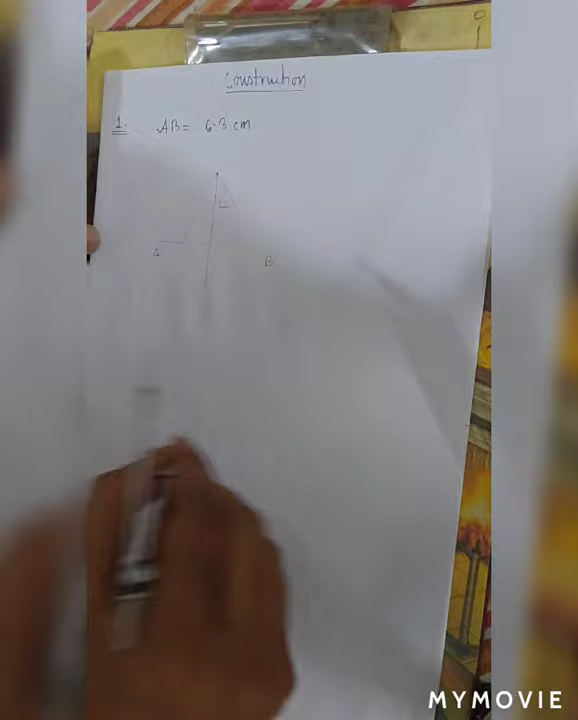 Construction
1. AB = 6.3 cm
A
B
MYMOVIE